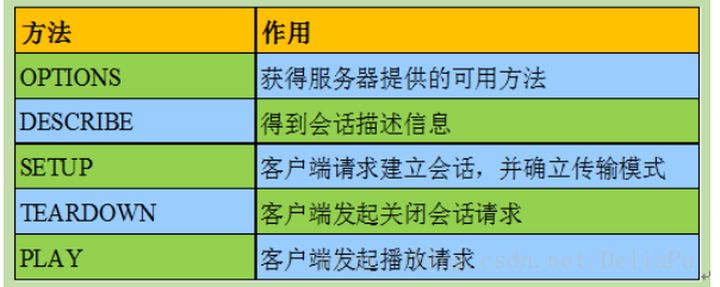 方法 作用
OPTIONS 获得服务器提供的可用方法
DESCRIBE 得到会话描述信息
SETUP 客户端请求建立会话，并确立传输模式
TEARDOWN 客户端发起关闭会话请求
PLAY 客户端发起播放请求
csdn.net/DeliaPu